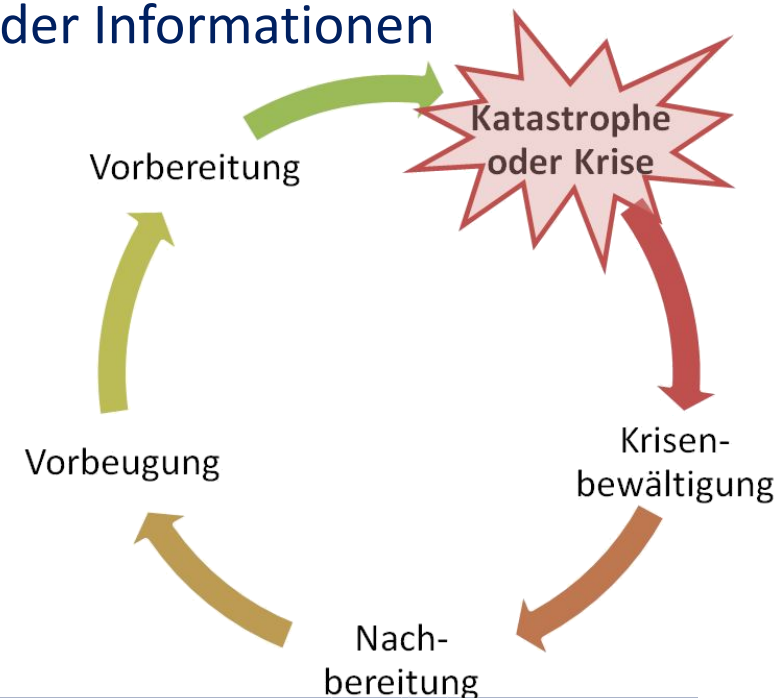 der Informationen
Katastrophe
oder Krise
Vorbereitung
Krisen-
bewältigung
Vorbeugung
Nach-
bereitung